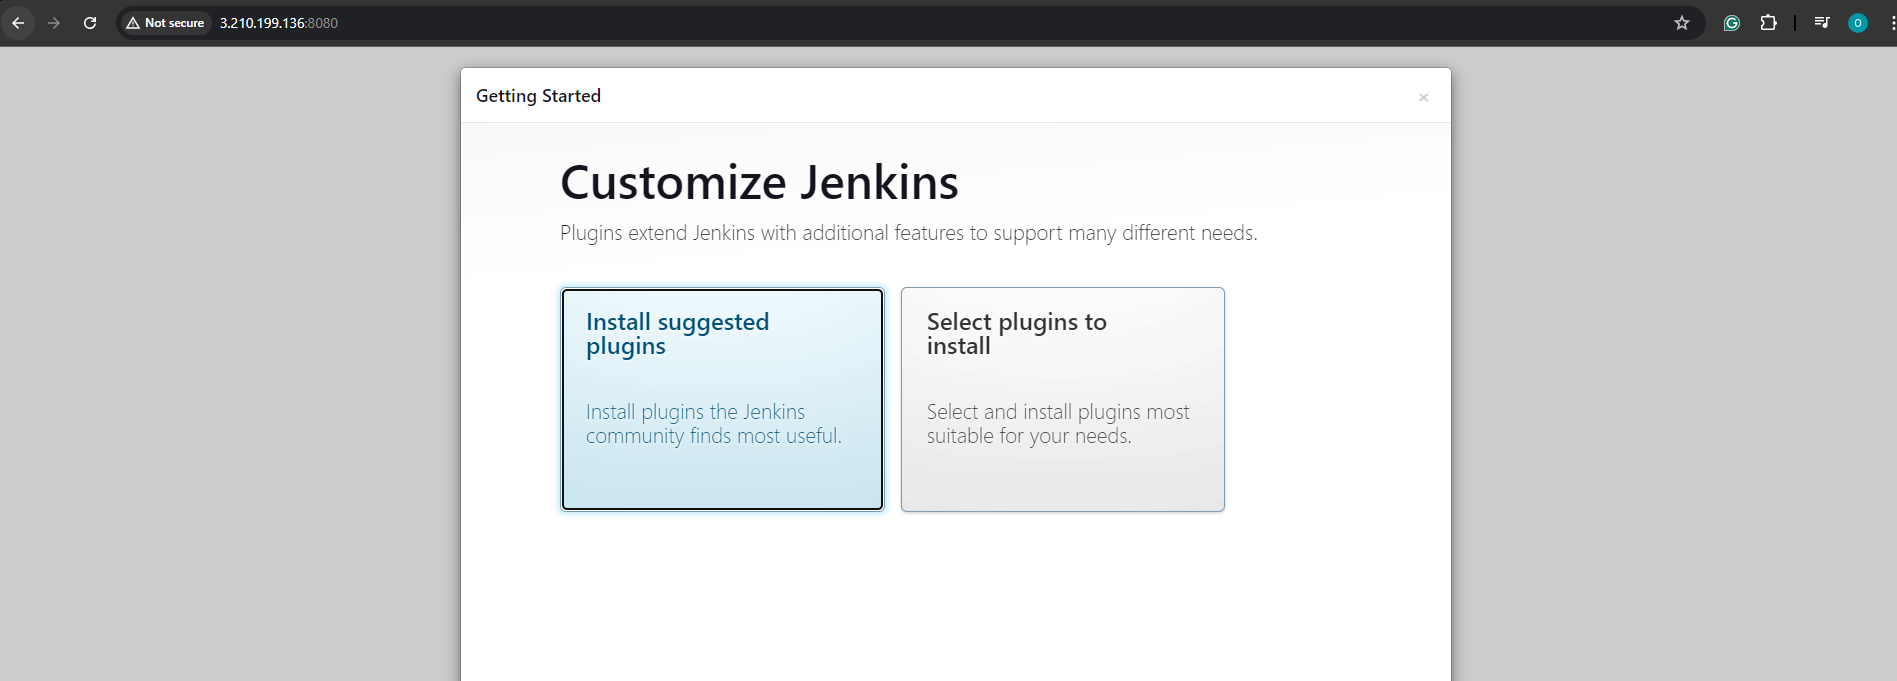 Not secure 3.210.199.136:8080
O
Getting Started
×
Customize Jenkins
Plugins extend Jenkins with additional features to support many different needs.
Install suggested
plugins
Install plugins the Jenkins
community finds most useful.
Select plugins to
install
Select and install plugins most
suitable for your needs.